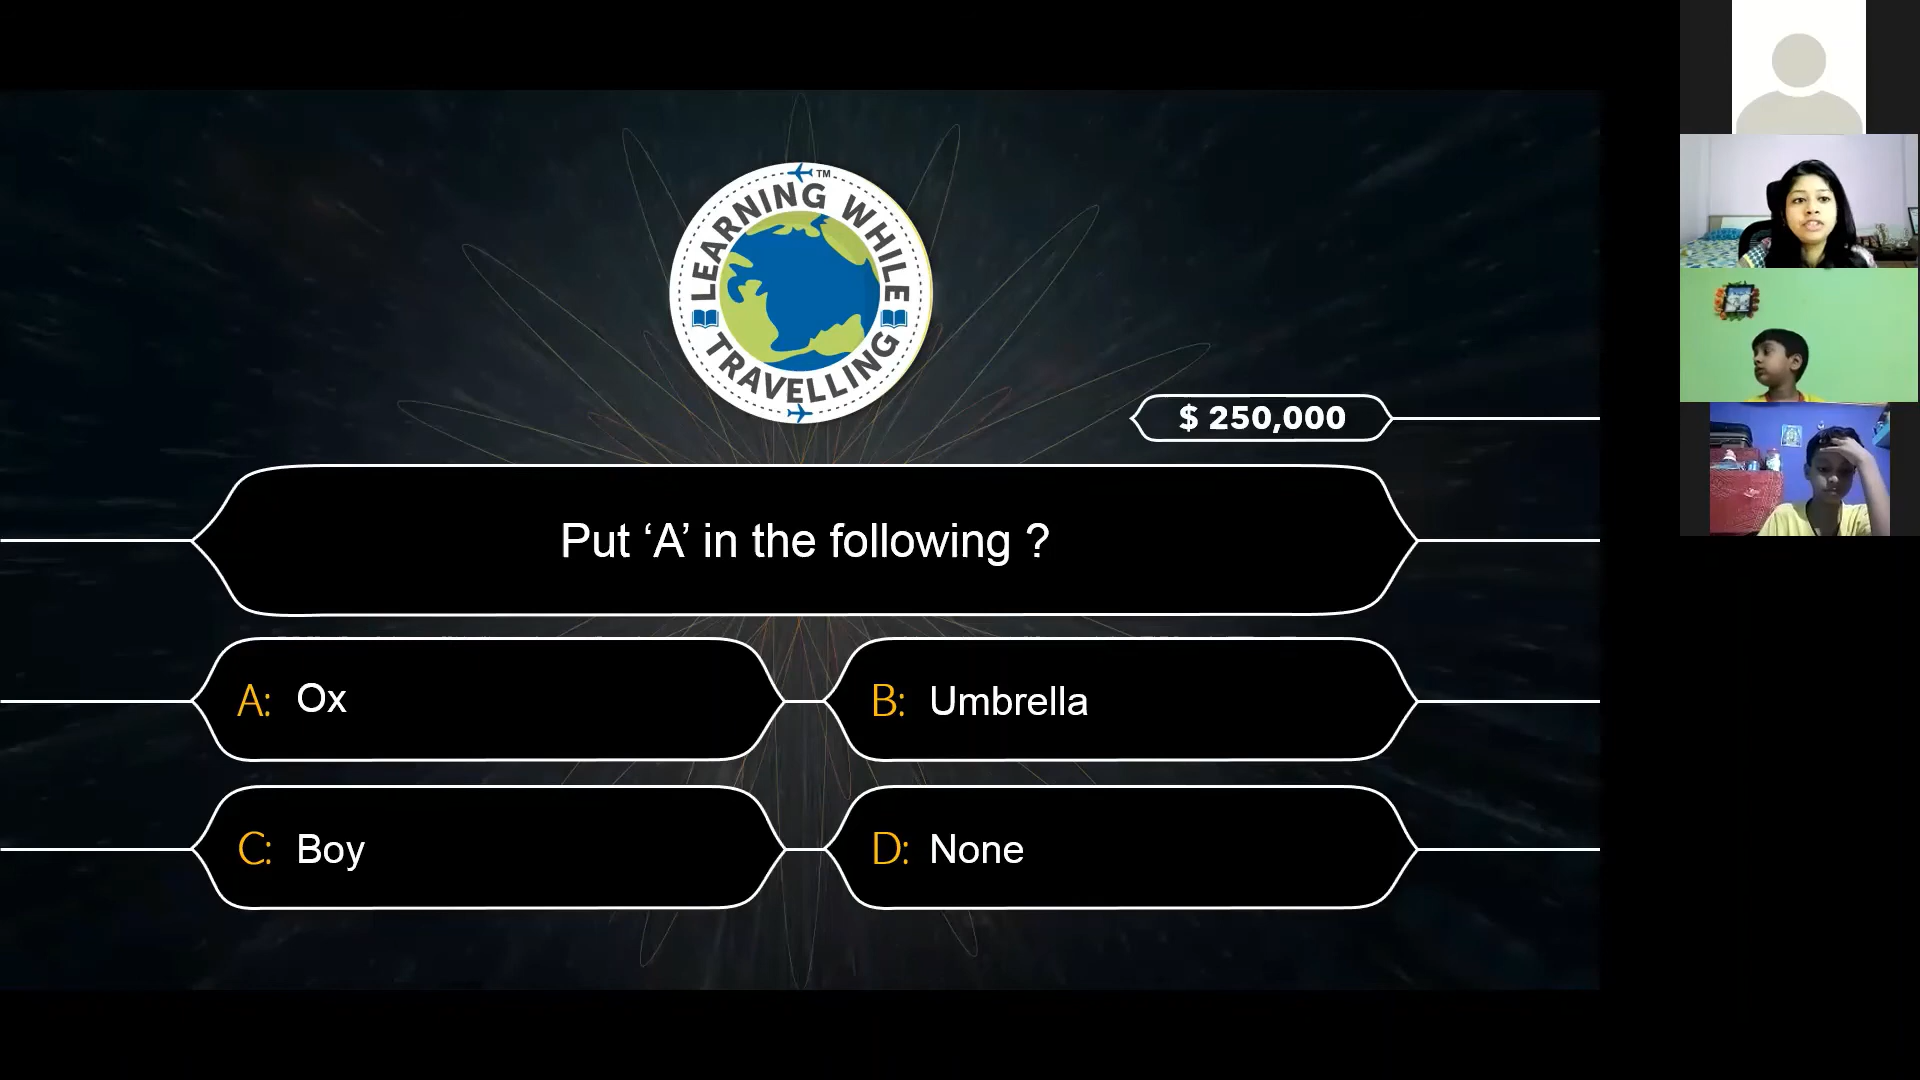 LEARNING WHILE TRAVELLING
TM
$ 250,000
Put ‘A’ in the following ?
A: Ox
B: Umbrella
C: Boy
D: None